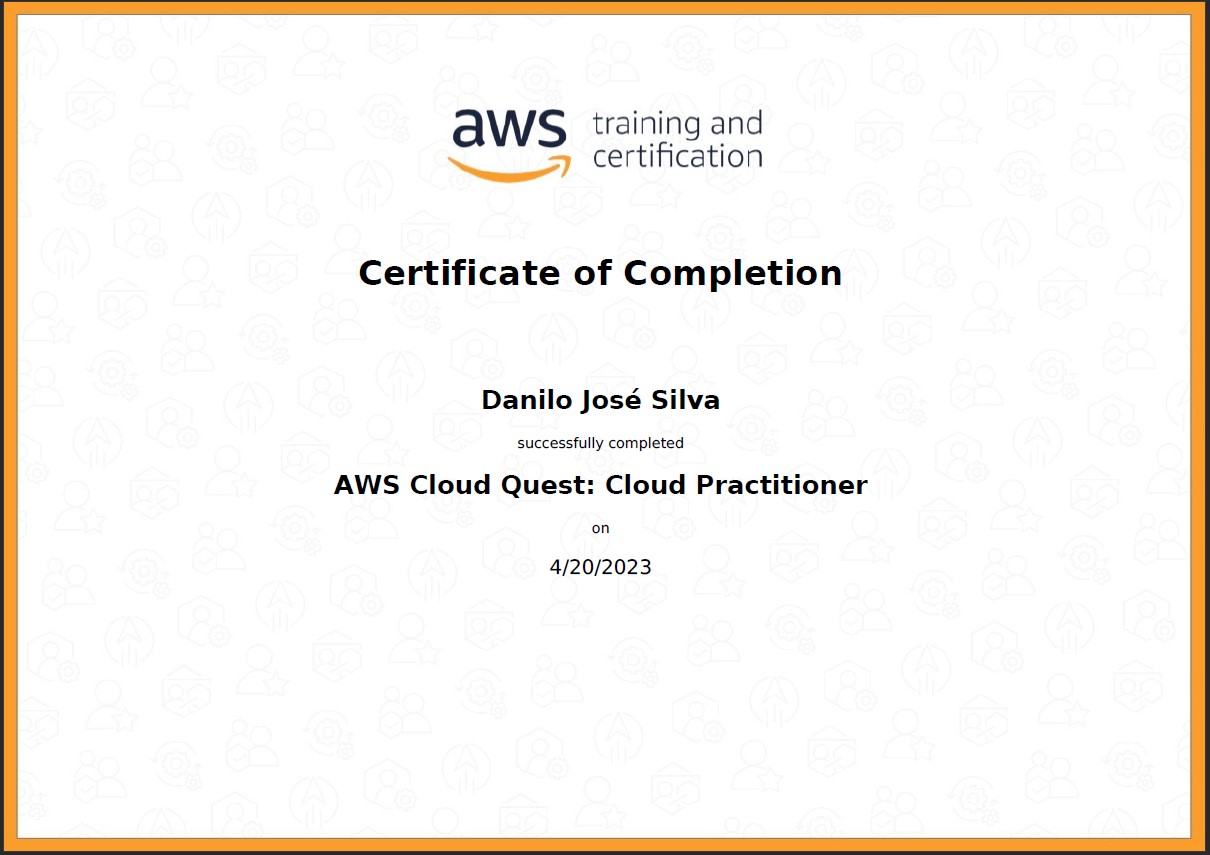 aws training and
certification
Certificate of Completion
Danilo José Silva
successfully completed
AWS Cloud Quest: Cloud Practitioner
on
4/20/2023